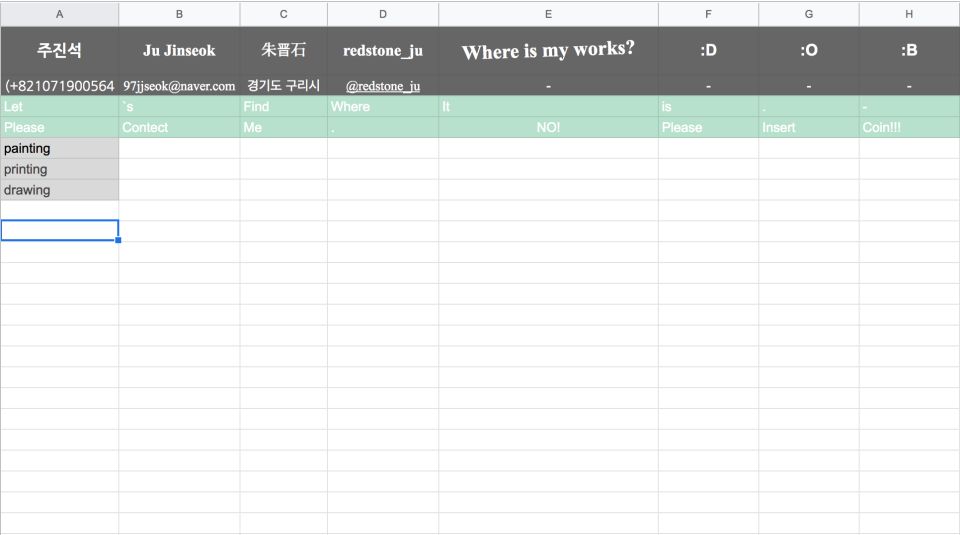 A B C D E F G H
주진석 Ju Jinseok 朱晋石 redstone_ju Where is my works? :D :O :B
(+821071900564 97jjseok@naver.com 경기도 구리시 @redstone_ju - - - -
Let `s Find Where It is . -
Please Contect Me . NO! Please Insert Coin!!!
painting
printing
drawing